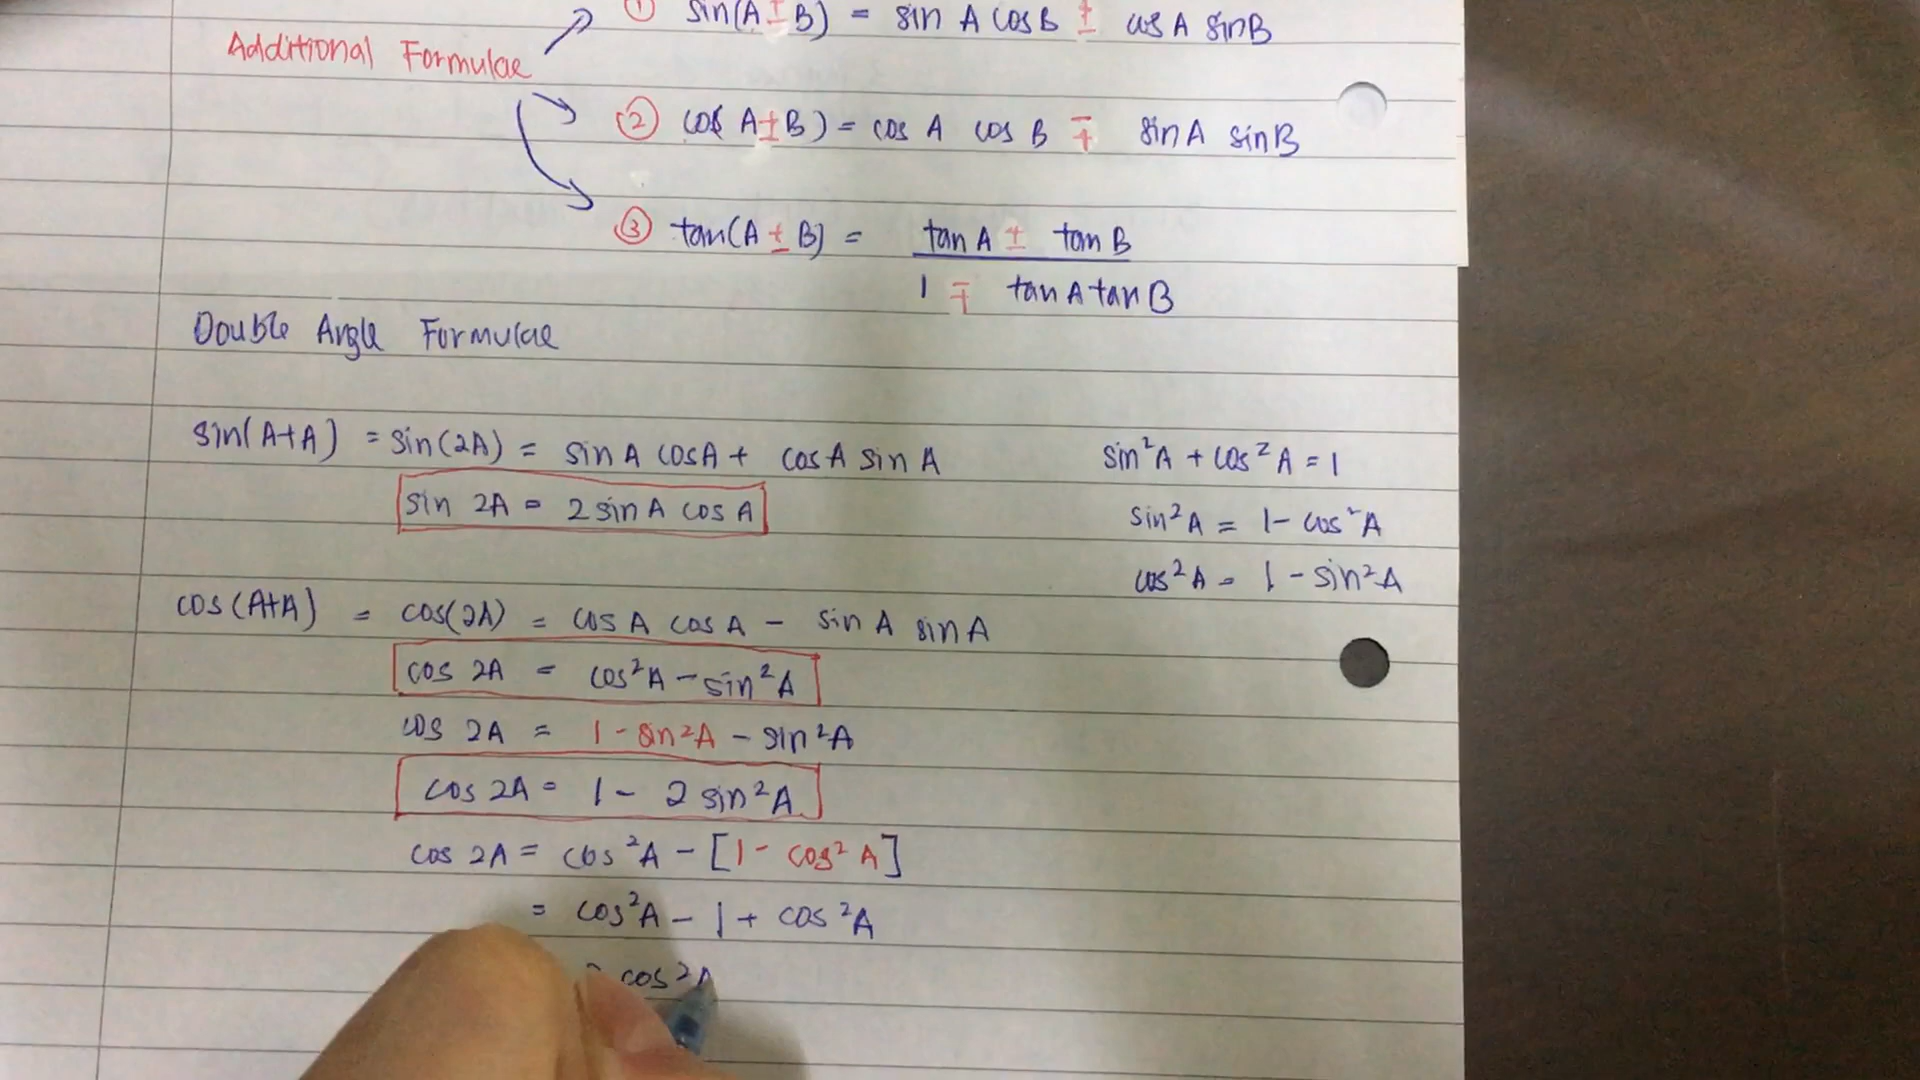 ① sin(A ± B) = sin A cos B ± cos A sin B
Additional Formulae
② cos(A ± B) = cos A cos B ∓ sin A sin B
③ tan(A ± B) = tan A ± tan B
1 ∓ tan A tan B
Double Angle Formulae
sin(A+A) = sin(2A) = sin A cos A + cos A sin A
sin 2A = 2 sin A cos A
sin²A + cos²A = 1
sin²A = 1 - cos²A
cos²A = 1 - sin²A
cos(A+A) = cos(2A) = cos A cos A - sin A sin A
cos 2A = cos²A - sin²A
cos 2A = 1 - sin²A - sin²A
cos 2A = 1 - 2 sin²A
cos 2A = cos²A - [1 - cos²A]
= cos²A - 1 + cos²A
cos²A